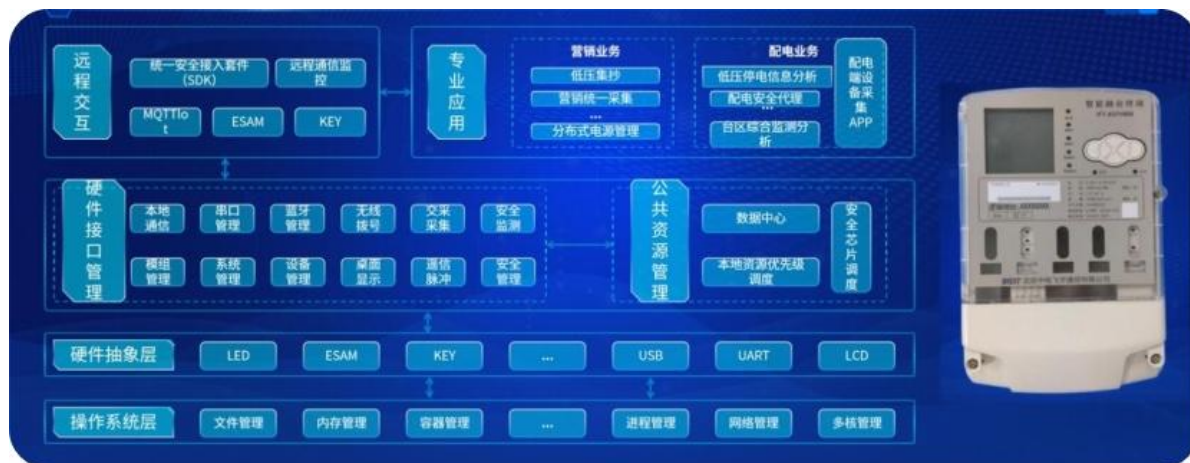 远程交互
统一安全接入套件
(SDK)
远程通信监
控
MQTTIo
t
ESAM
KEY
专业应用
营销业务
低压集抄
营销统一采集
...
分布式电源管理
配电业务
低压停电信息分析
配电安全代理
...
台区综合监测分
析
配电
端设
备采
集
APP
硬件接口管理
本地
通信
串口
管理
蓝牙
管理
无线
拨号
交采
采集
安全
监测
模组
管理
系统
管理
设备
管理
桌面
显示
遥信
脉冲
安全
管理
公共资源管理
数据中心
本地资源优先级
调度
安全芯片调度
硬件抽象层
LED
ESAM
KEY
...
USB
UART
LCD
操作系统层
文件管理
内存管理
容器管理
...
进程管理
网络管理
多核管理
智能融合终端